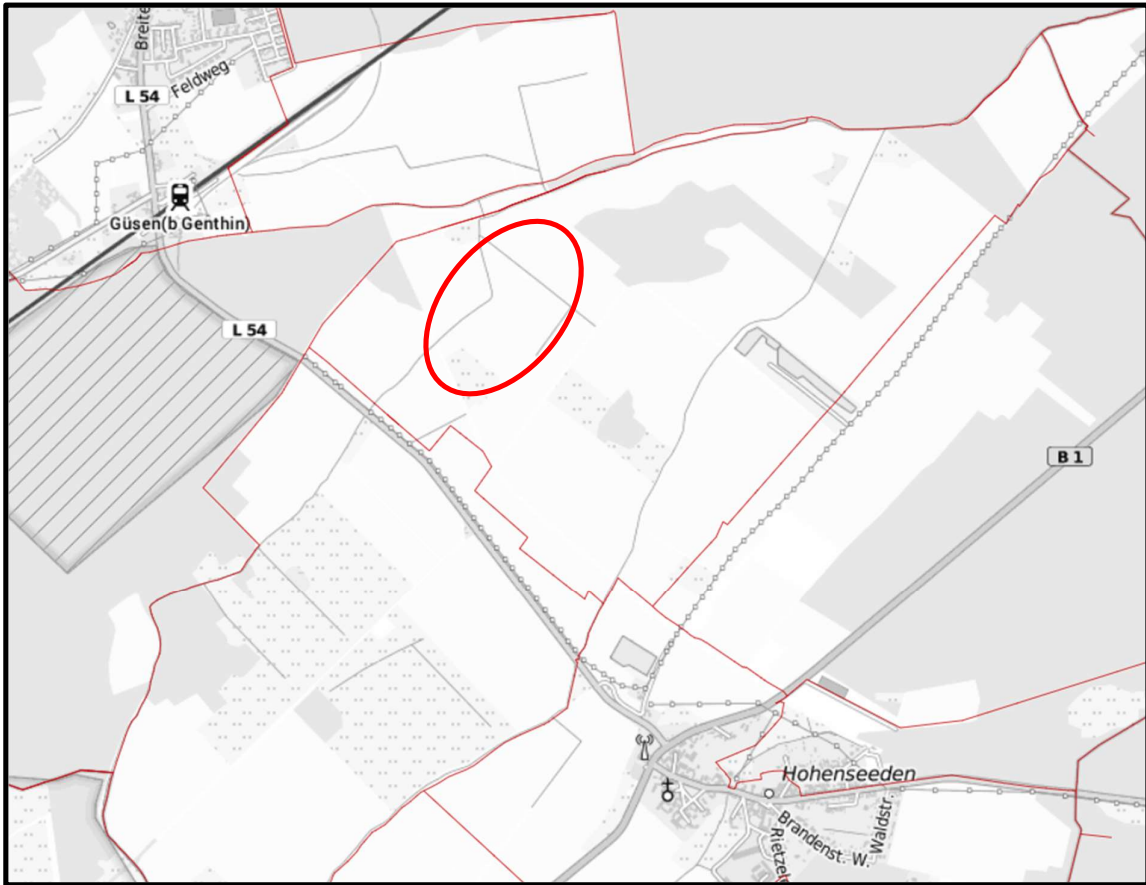 Breite
Feldweg
L 54
Güsen(b Genthin)
L 54
B 1
Hohenseeden
Brandenst. W.
Waldstr.
Rietzel